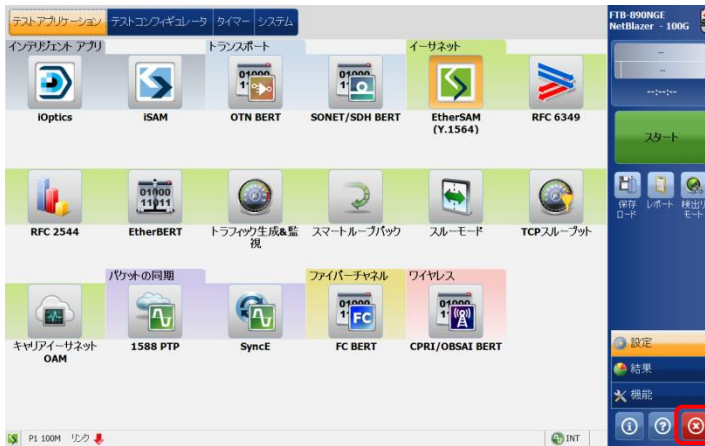 テストアプリケーション テストコンフィギュレータ タイマー システム
FTB-890NGE
NetBlazer - 100G
インテリジェント アプリ トランスポート イーサネット
--
--
--:--:--
iOptics iSAM OTN BERT SONET/SDH BERT EtherSAM (Y.1564) RFC 6349
スタート
保存 ロード レポート
RFC 2544 EtherBERT トラフィック生成&監視 スマートループバック スルーモード TCPスループット
パケットの同期 ファイバーチャネル ワイヤレス
キャリアイーサネット OAM 1588 PTP SyncE FC BERT CPRI/OBSAI BERT
設定
結果
機能
P1 100M リンク INT